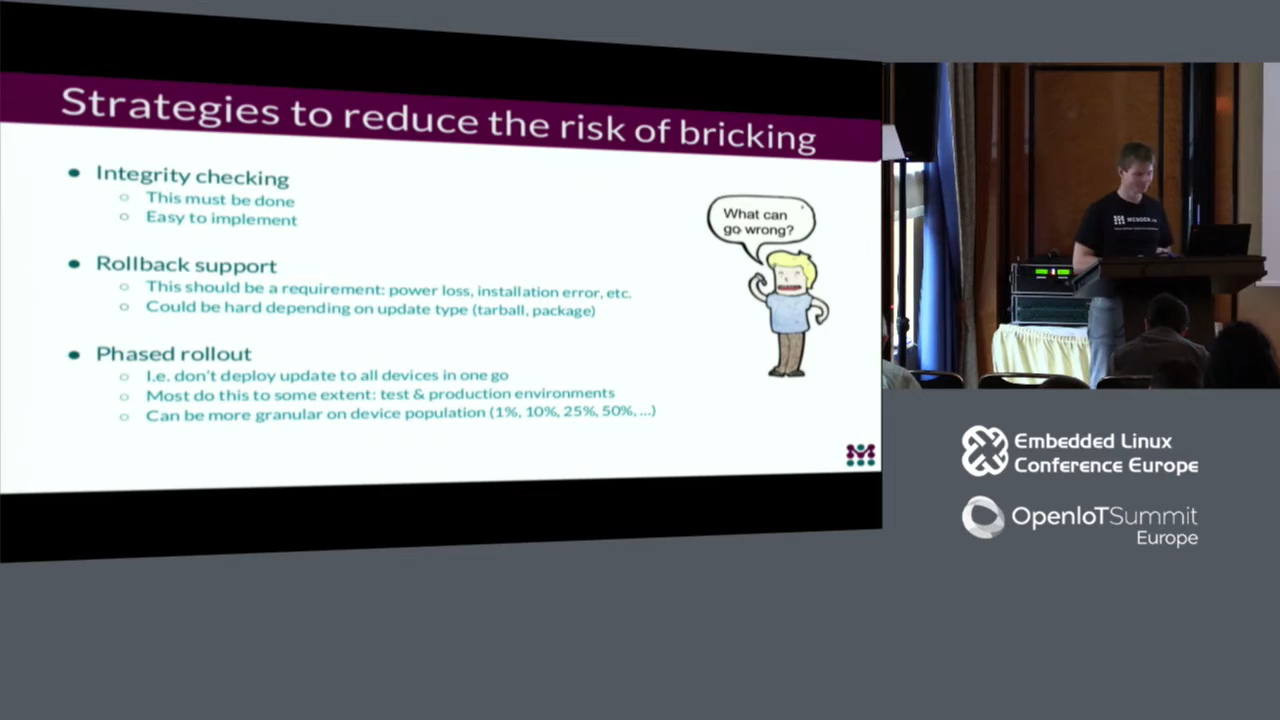 Strategies to reduce the risk of bricking
● Integrity checking
○ This must be done
○ Easy to implement
● Rollback support
○ This should be a requirement: power loss, installation error, etc.
○ Could be hard depending on update type (tarball, package)
● Phased rollout
○ I.e. don't deploy update to all devices in one go
○ Most do this to some extent: test & production environments
○ Can be more granular on device population (1%, 10%, 25%, 50%, ...)
What can
go wrong?
Embedded Linux
Conference Europe
OpenIoTSummit
Europe